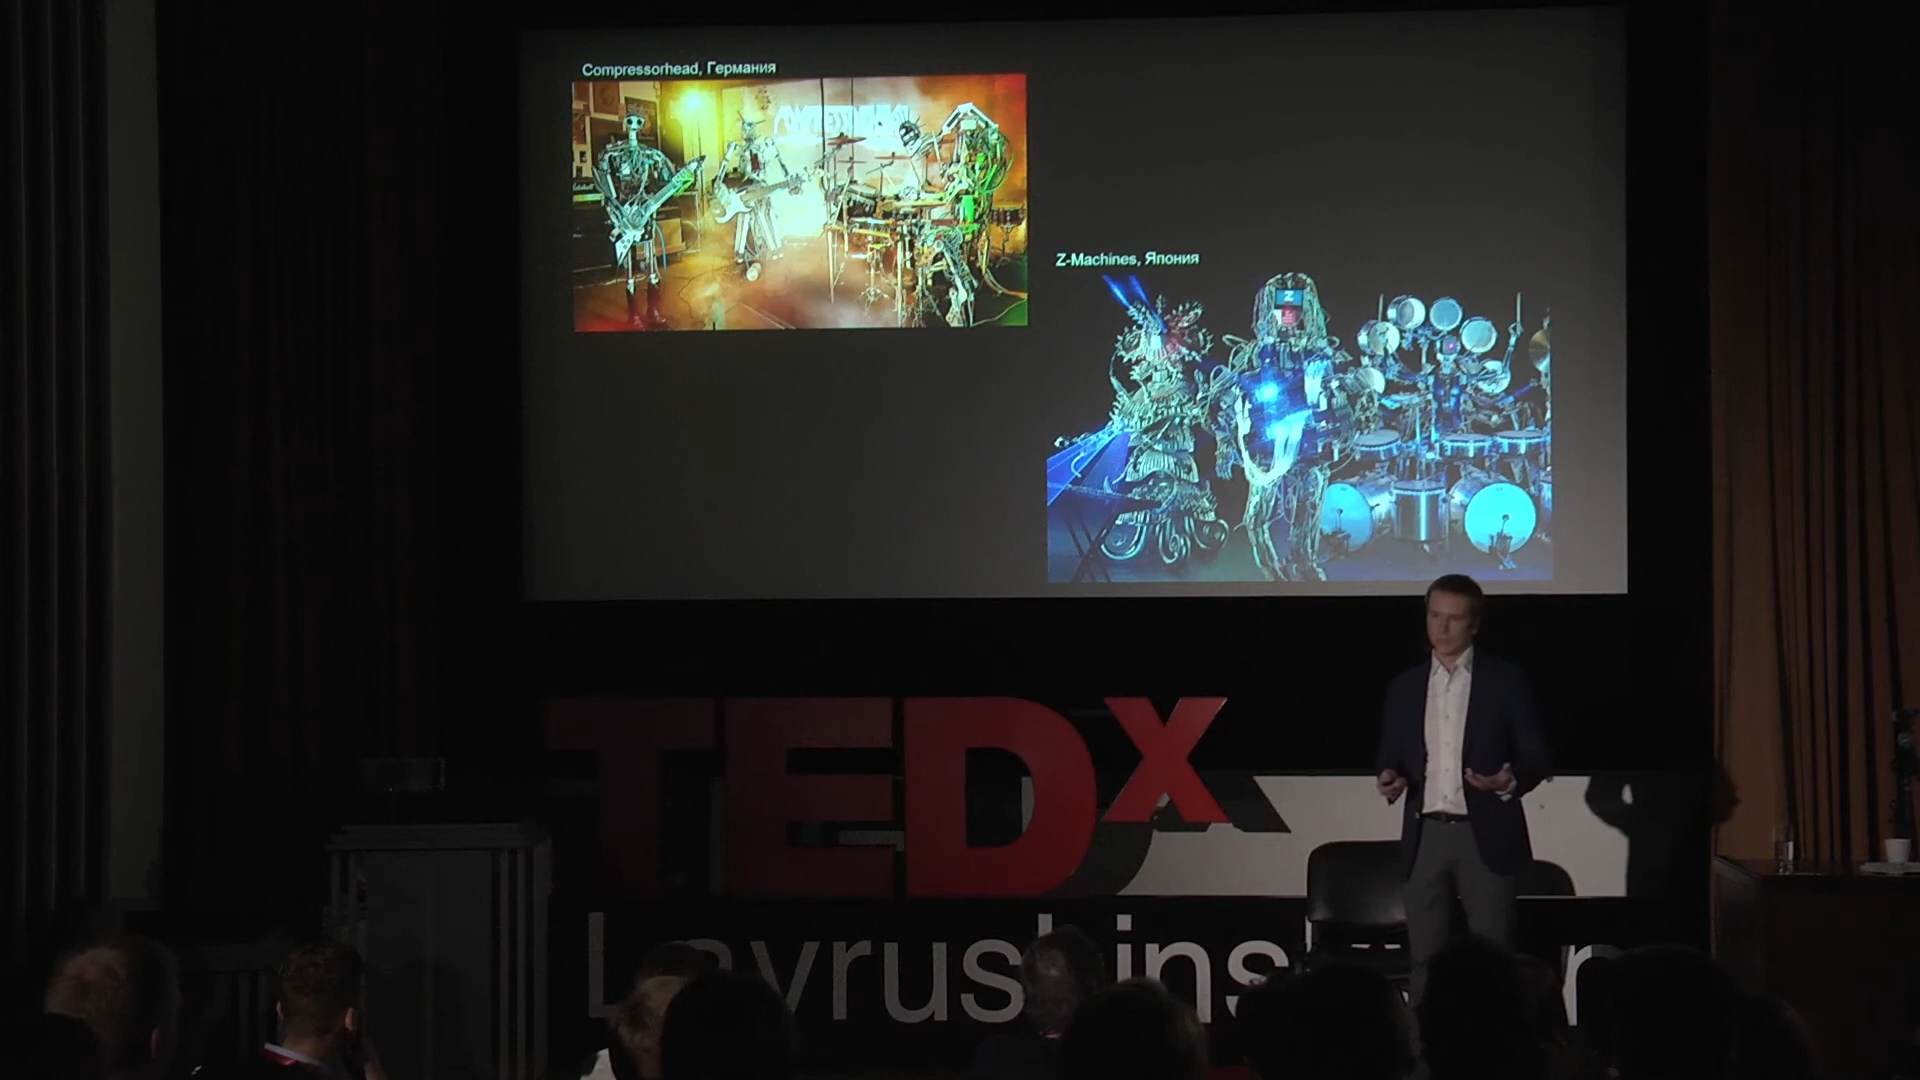 Compressorhead, Германия
Z-Machines, Япония
Z
TEDx